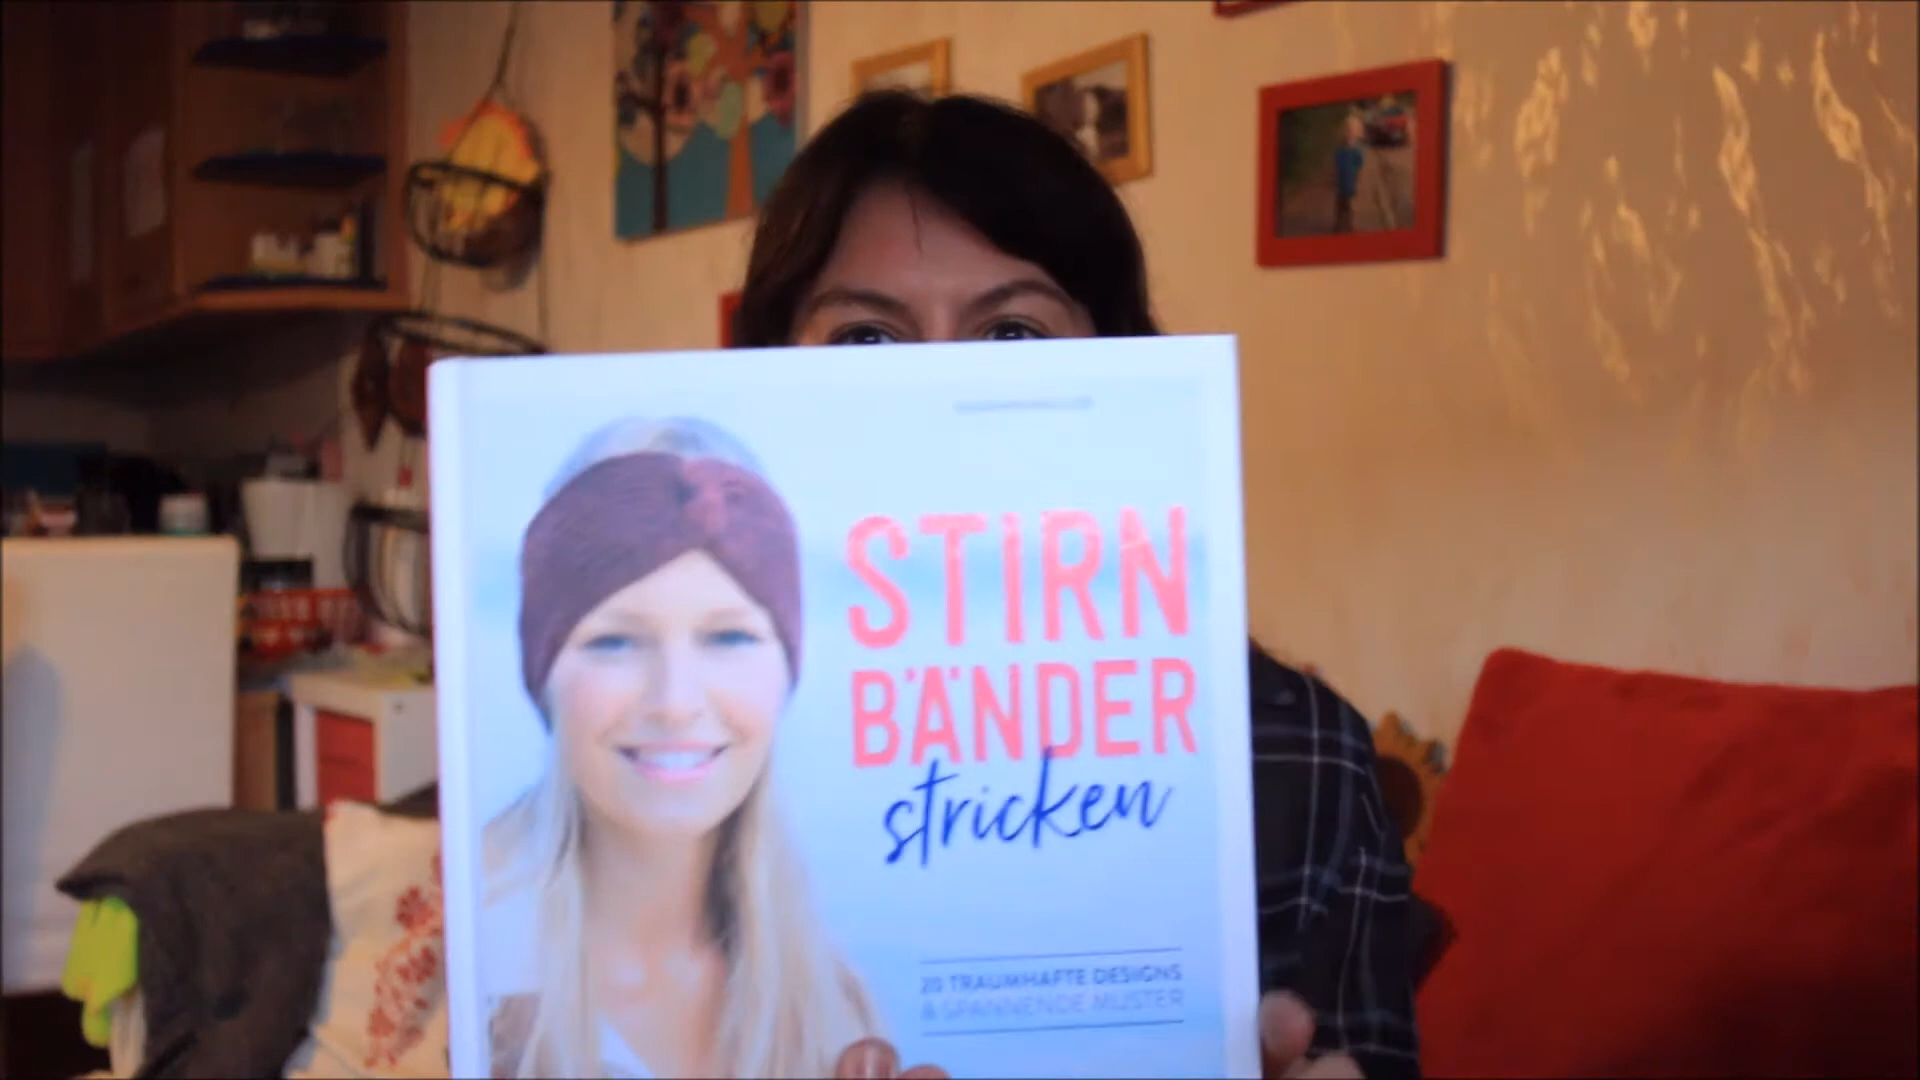 STIRN
BÄNDER
stricken
20 TRAUMHAFTE DESIGNS
& SPANNENDE MUSTER